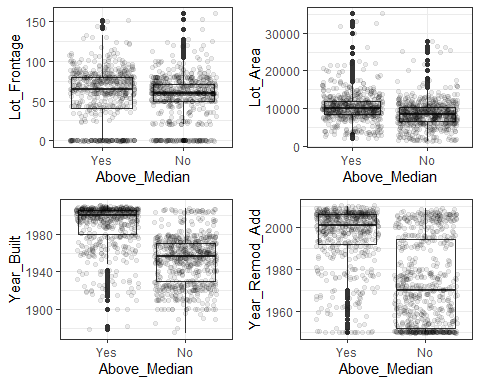 Lot_Frontage
150
100
50
0
Yes
No
Above_Median
Lot_Area
30000
20000
10000
0
Yes
No
Above_Median
Year_Built
1980
1940
1900
Yes
No
Above_Median
Year_Remod_Add
2000
1980
1960
Yes
No
Above_Median